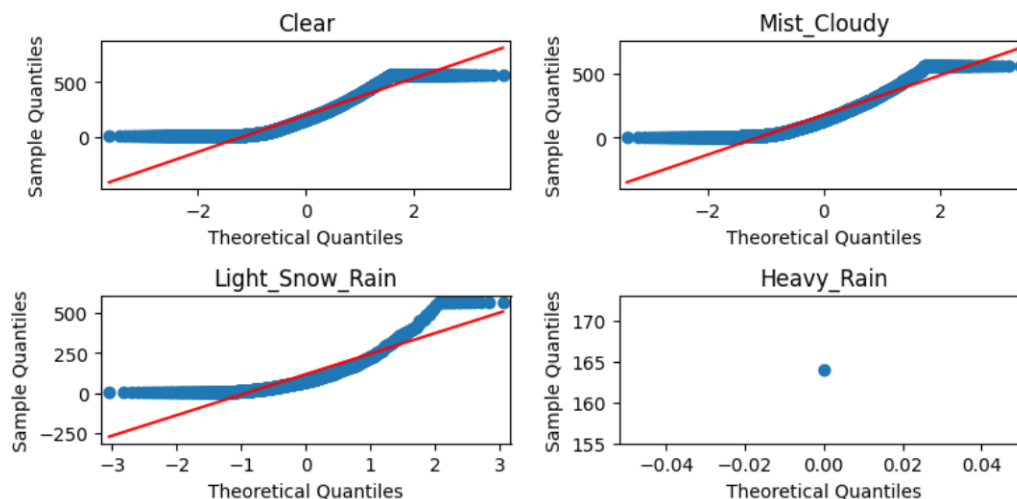 Clear
Sample Quantiles
500
0
−2
0
2
Theoretical Quantiles
Mist_Cloudy
Sample Quantiles
500
0
−2
0
2
Theoretical Quantiles
Light_Snow_Rain
Sample Quantiles
500
250
0
−250
−3
−2
−1
0
1
2
3
Theoretical Quantiles
Heavy_Rain
Sample Quantiles
170
165
160
155
−0.04
−0.02
0.00
0.02
0.04
Theoretical Quantiles